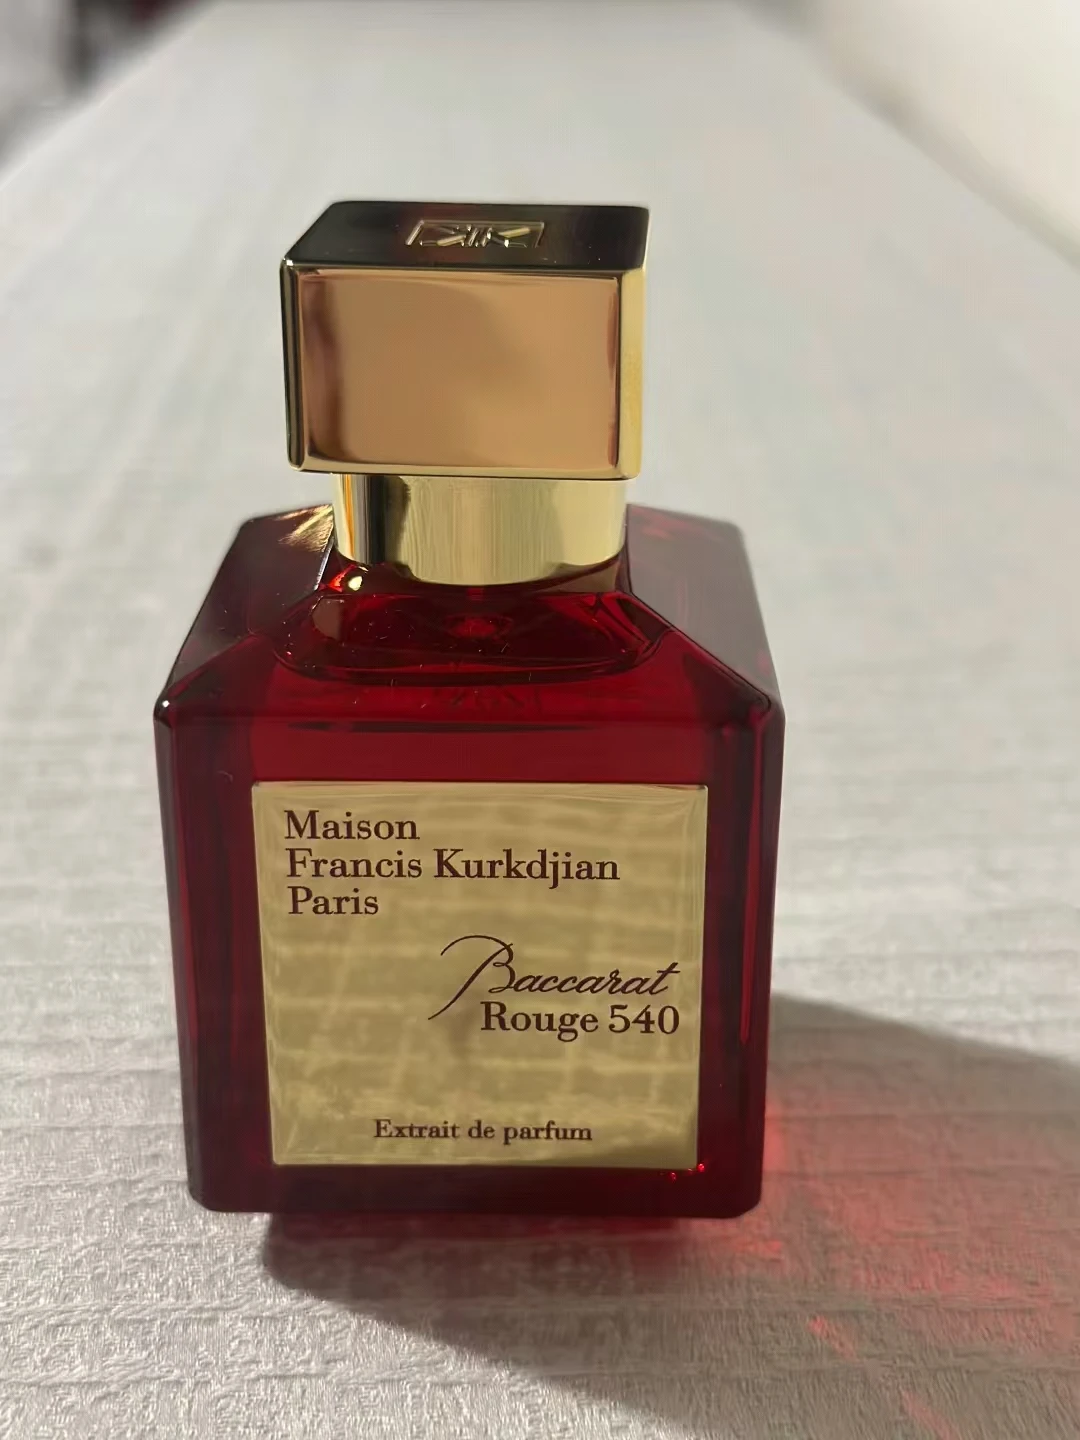 Maison
Francis Kurkdjian
Paris
Baccarat
Rouge 540
Extrait de parfum